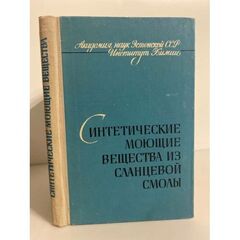 Академия наук Эстонской ССР
Институт Химии
Синтетические
моющие
вещества из
сланцевой
смолы
СИНТЕТИЧЕСКИЕ МОЮЩИЕ ВЕЩЕСТВА